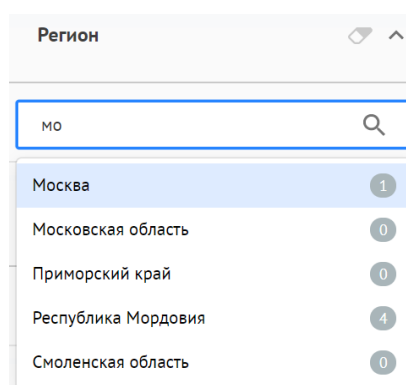 Регион
мо
Москва 1
Московская область 0
Приморский край 0
Республика Мордовия 4
Смоленская область 0